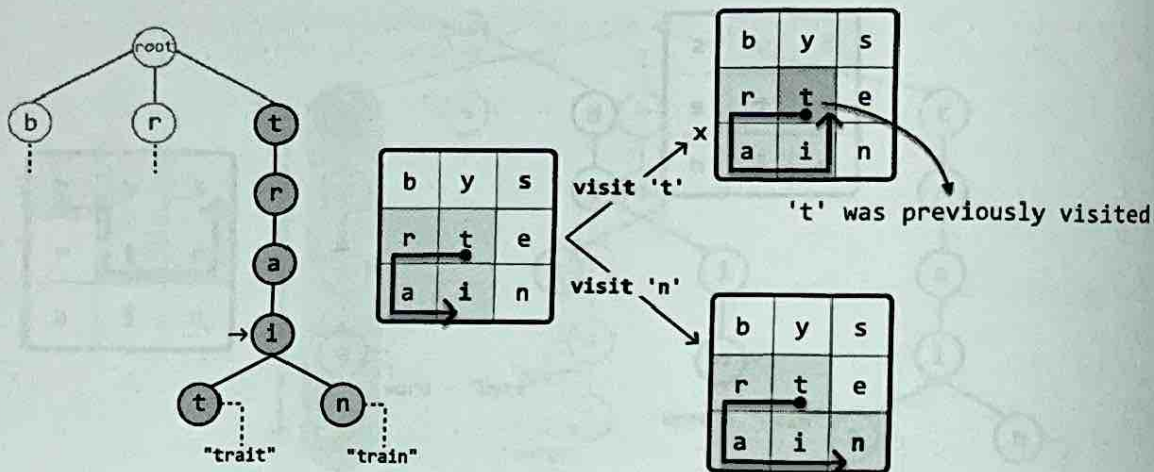 root
b
r
t
r
a
i
t
n
"trait"
"train"
b y s
r t e
a i n
visit 't'
visit 'n'
x
b y s
r t e
a i n
't' was previously visited
b y s
r t e
a i n